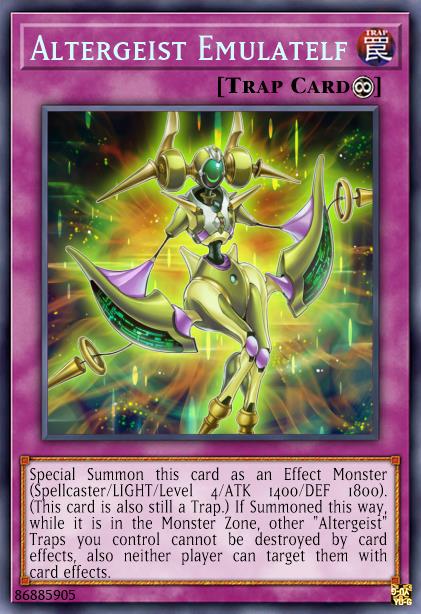 Altergeist Emulatelf
TRAP
罠
[Trap Card]
Special Summon this card as an Effect Monster
(Spellcaster/LIGHT/Level 4/ATK 1400/DEF 1800).
(This card is also still a Trap.) If Summoned this way,
while it is in the Monster Zone, other "Altergeist"
Traps you control cannot be destroyed by card
effects, also neither player can target them with
card effects.
86885905